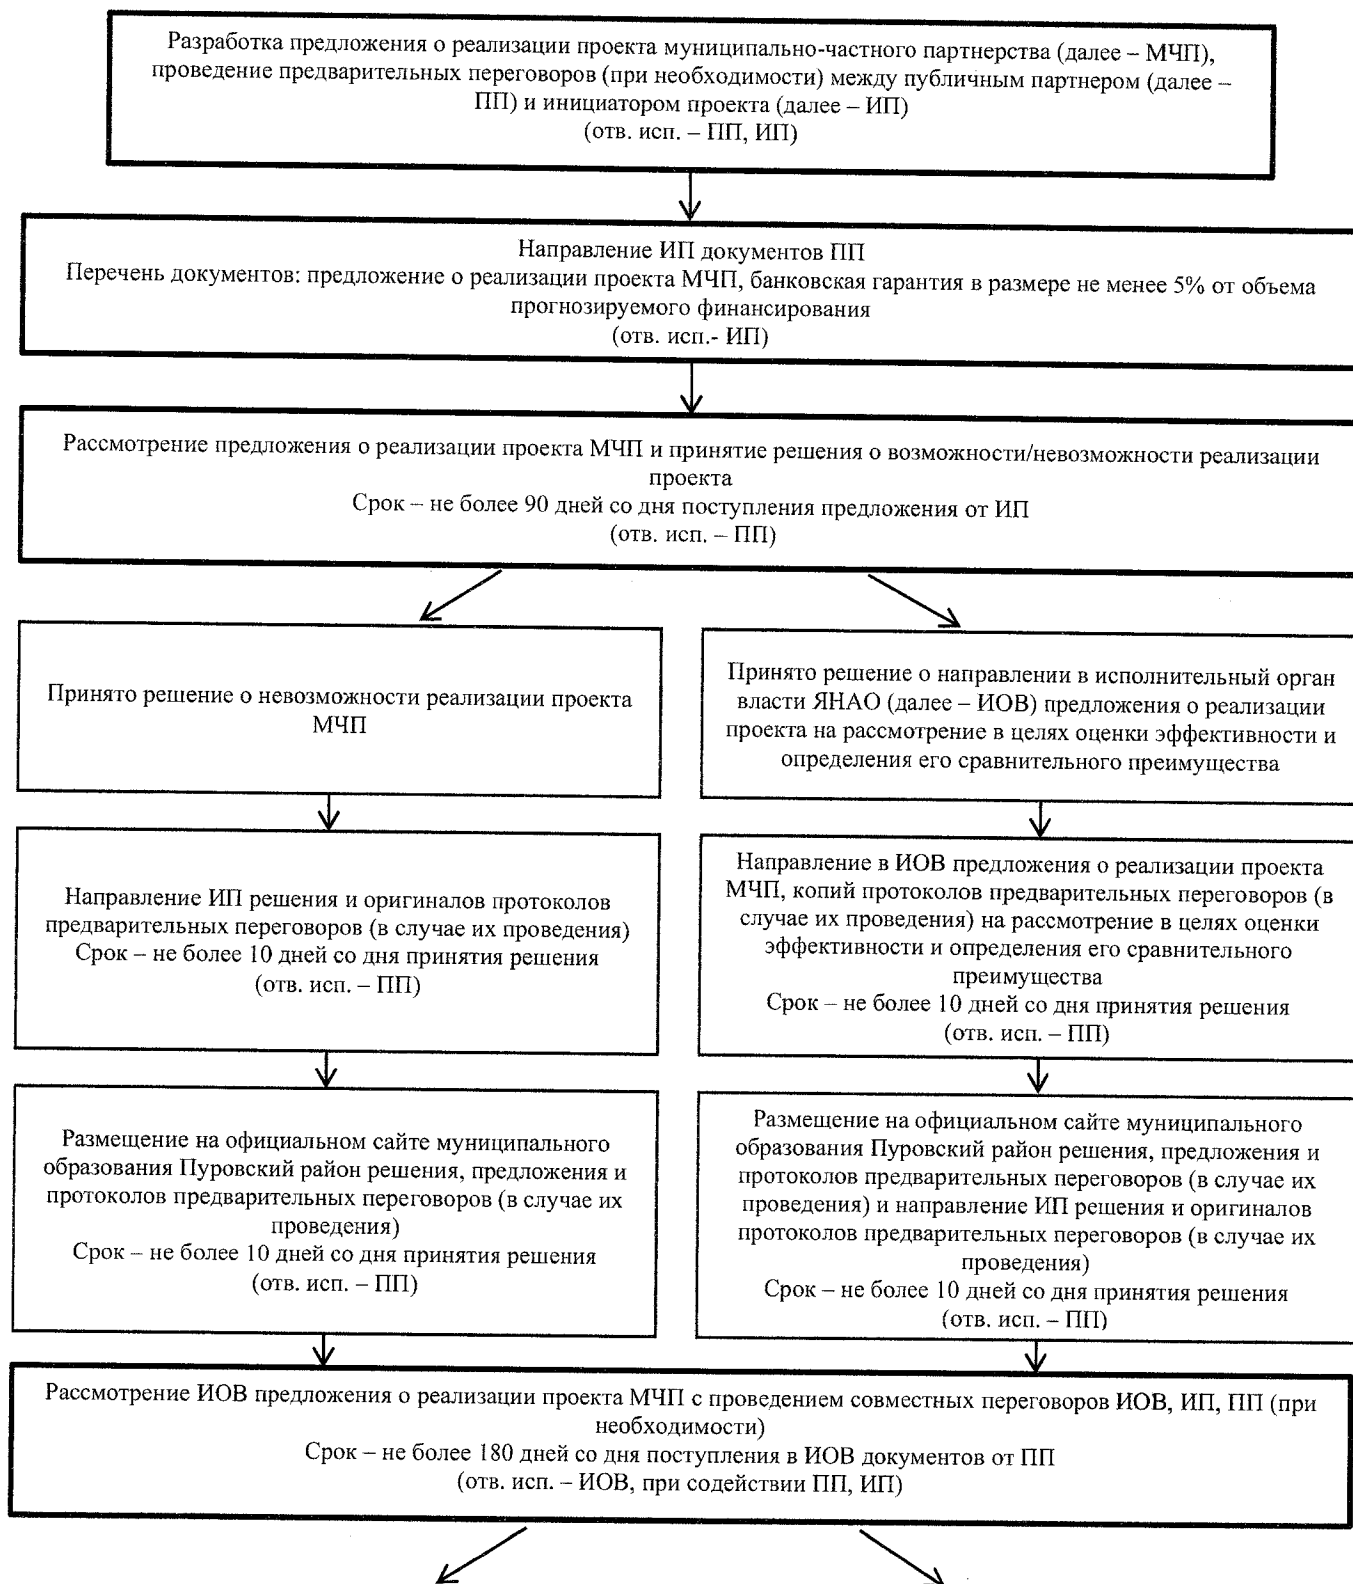 Разработка предложения о реализации проекта муниципально-частного партнерства (далее – МЧП),
проведение предварительных переговоров (при необходимости) между публичным партнером (далее –
ПП) и инициатором проекта (далее – ИП)
(отв. исп. – ПП, ИП)
Направление ИП документов ПП
Перечень документов: предложение о реализации проекта МЧП, банковская гарантия в размере не менее 5% от объема
прогнозируемого финансирования
(отв. исп.- ИП)
Рассмотрение предложения о реализации проекта МЧП и принятие решения о возможности/невозможности реализации
проекта
Срок – не более 90 дней со дня поступления предложения от ИП
(отв. исп. – ПП)
Принято решение о невозможности реализации проекта
МЧП
Направление ИП решения и оригиналов протоколов
предварительных переговоров (в случае их проведения)
Срок – не более 10 дней со дня принятия решения
(отв. исп. – ПП)
Размещение на официальном сайте муниципального
образования Пуровский район решения, предложения и
протоколов предварительных переговоров (в случае их
проведения)
Срок – не более 10 дней со дня принятия решения
(отв. исп. – ПП)
Принято решение о направлении в исполнительный орган
власти ЯНАО (далее – ИОВ) предложения о реализации
проекта на рассмотрение в целях оценки эффективности и
определения его сравнительного преимущества
Направление в ИОВ предложения о реализации проекта
МЧП, копий протоколов предварительных переговоров (в
случае их проведения) на рассмотрение в целях оценки
эффективности и определения его сравнительного
преимущества
Срок – не более 10 дней со дня принятия решения
(отв. исп. – ПП)
Размещение на официальном сайте муниципального
образования Пуровский район решения, предложения и
протоколов предварительных переговоров (в случае их
проведения) и направление ИП решения и оригиналов
протоколов предварительных переговоров (в случае их
проведения)
Срок – не более 10 дней со дня принятия решения
(отв. исп. – ПП)
Рассмотрение ИОВ предложения о реализации проекта МЧП с проведением совместных переговоров ИОВ, ИП, ПП (при
необходимости)
Срок – не более 180 дней со дня поступления в ИОВ документов от ПП
(отв. исп. – ИОВ, при содействии ПП, ИП)